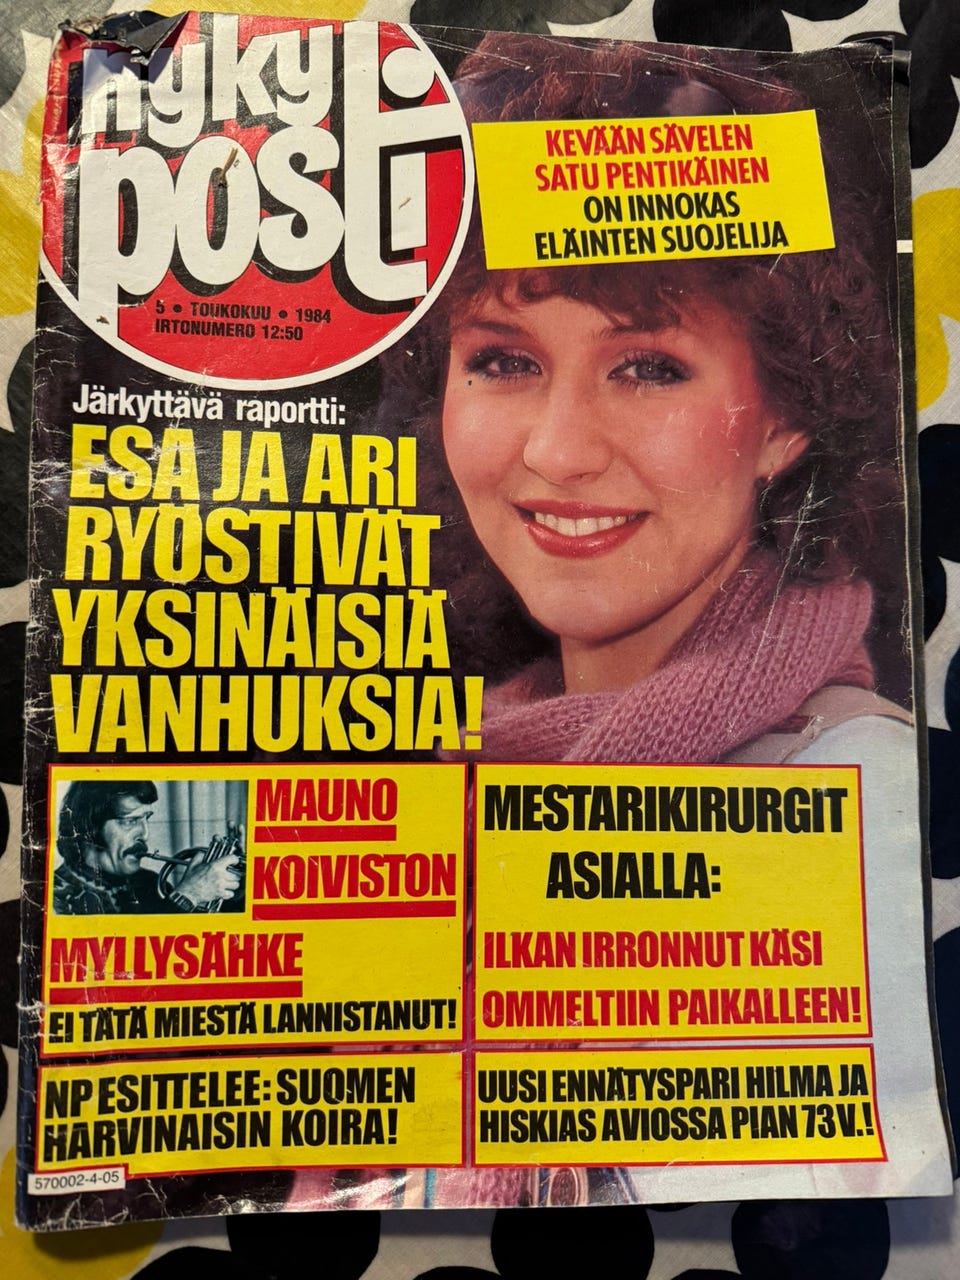 nyky
posti
5 • TOUKOKUU • 1984
IRTONUMERO 12:50
KEVÄÄN SÄVELEN
SATU PENTIKÄINEN
ON INNOKAS
ELÄINTEN SUOJELIJA
Järkyttävä raportti:
ESA JA ARI
RYÖSTIVÄT
YKSINÄISIÄ
VANHUKSIA!
MAUNO
KOIVISTON
MYLLYSÄHKE
EI TÄTÄ MIESTÄ LANNISTANUT!
MESTARIKIRURGIT
ASIALLA:
ILKAN IRRONNUT KÄSI
OMMELTIIN PAIKALLEEN!
NP ESITTELEE: SUOMEN
HARVINAISIN KOIRA!
UUSI ENNÄTYSPARI HILMA JA
HISKIAS AVIOSSA PIAN 73 V.!
570002-4-05